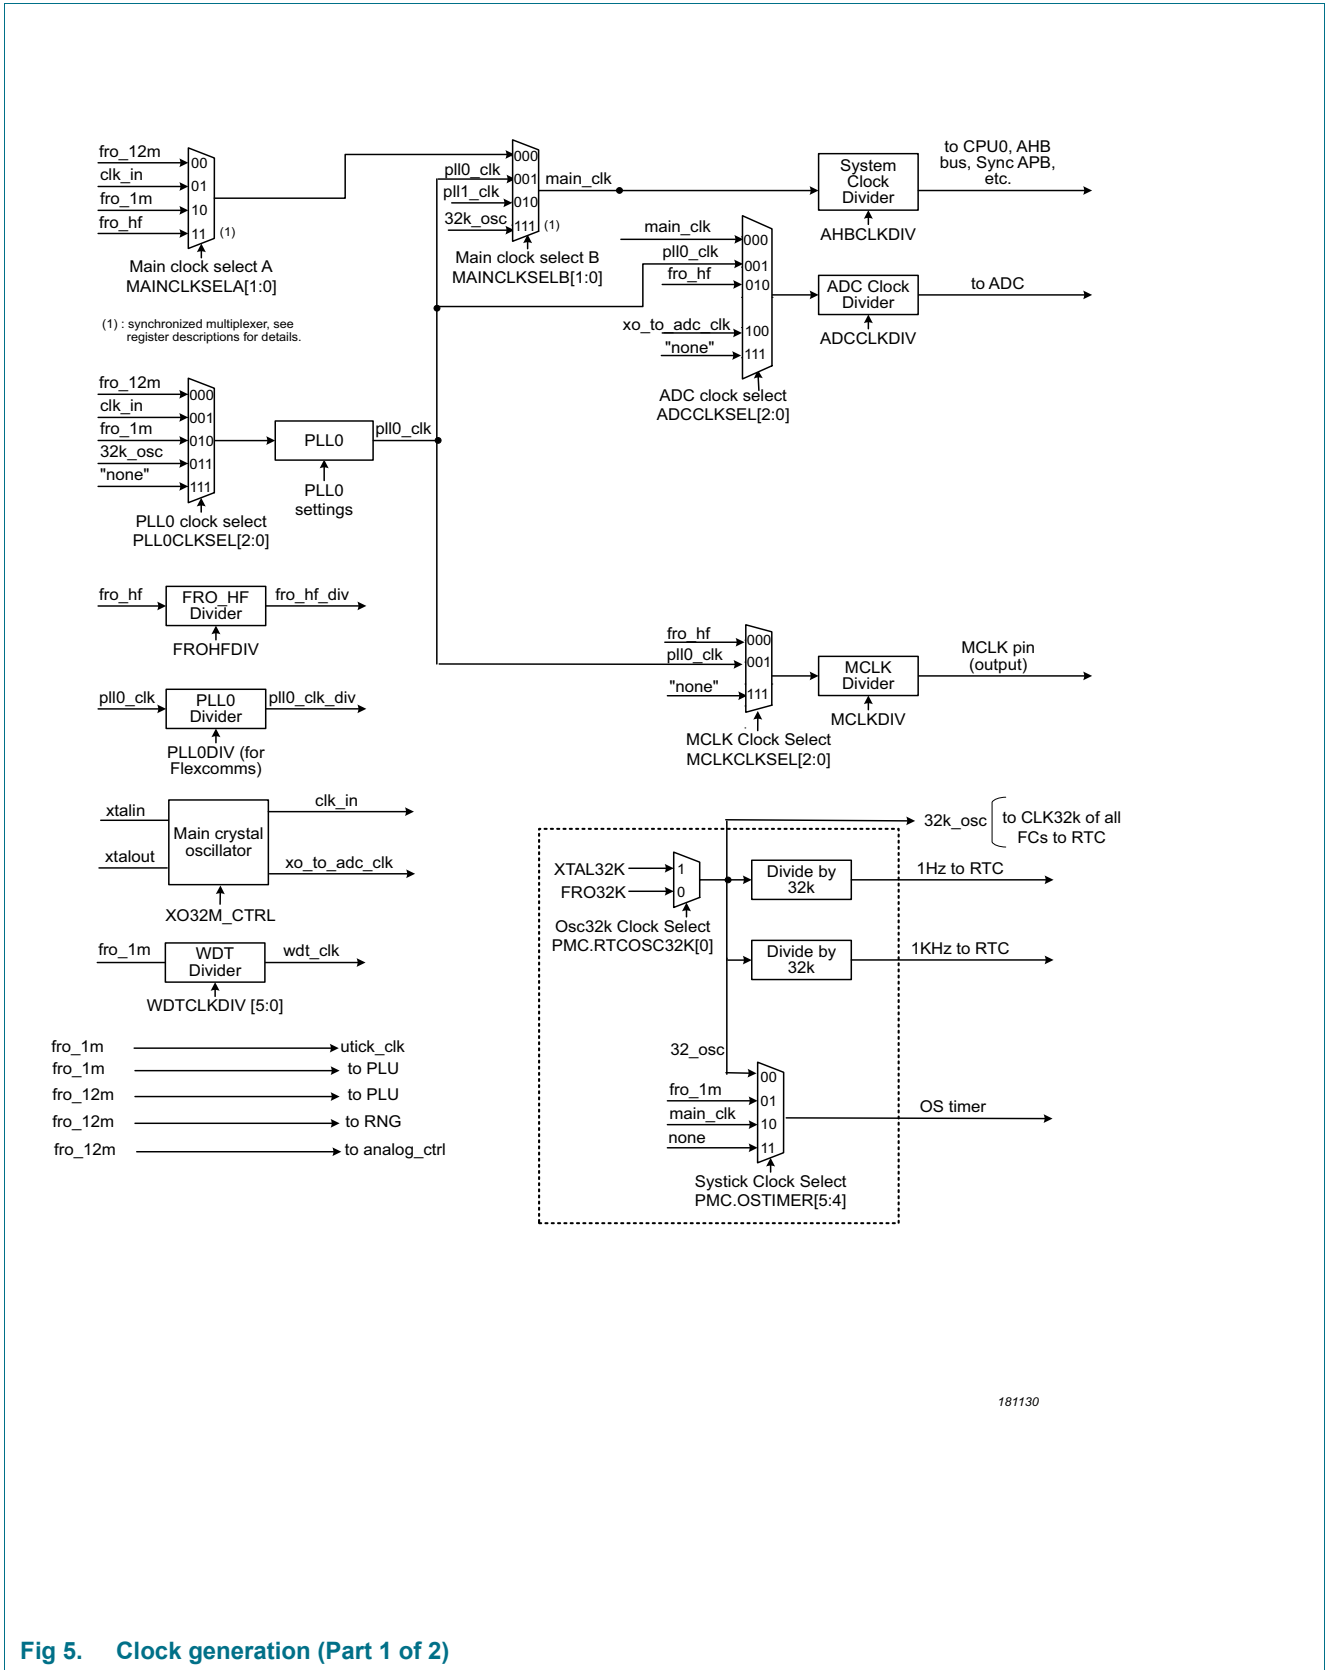 fro_12m
clk_in
fro_1m
fro_hf
00
01
10
11
(1)
Main clock select A
MAINCLKSELA[1:0]
(1) : synchronized multiplexer, see
register descriptions for details.
pll0_clk
pll1_clk
32k_osc
000
001
010
111
(1)
main_clk
Main clock select B
MAINCLKSELB[1:0]
System
Clock
Divider
AHBCLKDIV
to CPU0, AHB
bus, Sync APB,
etc.
main_clk
pll0_clk
fro_hf
xo_to_adc_clk
"none"
000
001
010
100
111
ADC clock select
ADCCLKSEL[2:0]
ADC Clock
Divider
ADCCLKDIV
to ADC
fro_12m
clk_in
fro_1m
32k_osc
"none"
000
001
010
011
111
PLL0 clock select
PLL0CLKSEL[2:0]
PLL0
PLL0
settings
pll0_clk
fro_hf
FRO_HF
Divider
fro_hf_div
FROHFDIV
pll0_clk
PLL0
Divider
pll0_clk_div
PLL0DIV (for
Flexcomms)
fro_hf
pll0_clk
"none"
000
001
111
MCLK Clock Select
MCLKCLKSEL[2:0]
MCLK
Divider
MCLKDIV
MCLK pin
(output)
xtalin
xtalout
Main crystal
oscillator
clk_in
xo_to_adc_clk
XO32M_CTRL
fro_1m
WDT
Divider
wdt_clk
WDTCLKDIV [5:0]
fro_1m
utick_clk
fro_1m
to PLU
fro_12m
to PLU
fro_12m
to RNG
fro_12m
to analog_ctrl
32k_osc
to CLK32k of all
FCs to RTC
XTAL32K
FRO32K
1
0
Osc32k Clock Select
PMC.RTCOSC32K[0]
Divide by
32k
1Hz to RTC
Divide by
32k
1KHz to RTC
32_osc
fro_1m
main_clk
none
00
01
10
11
Systick Clock Select
PMC.OSTIMER[5:4]
OS timer
181130
Fig 5. Clock generation (Part 1 of 2)